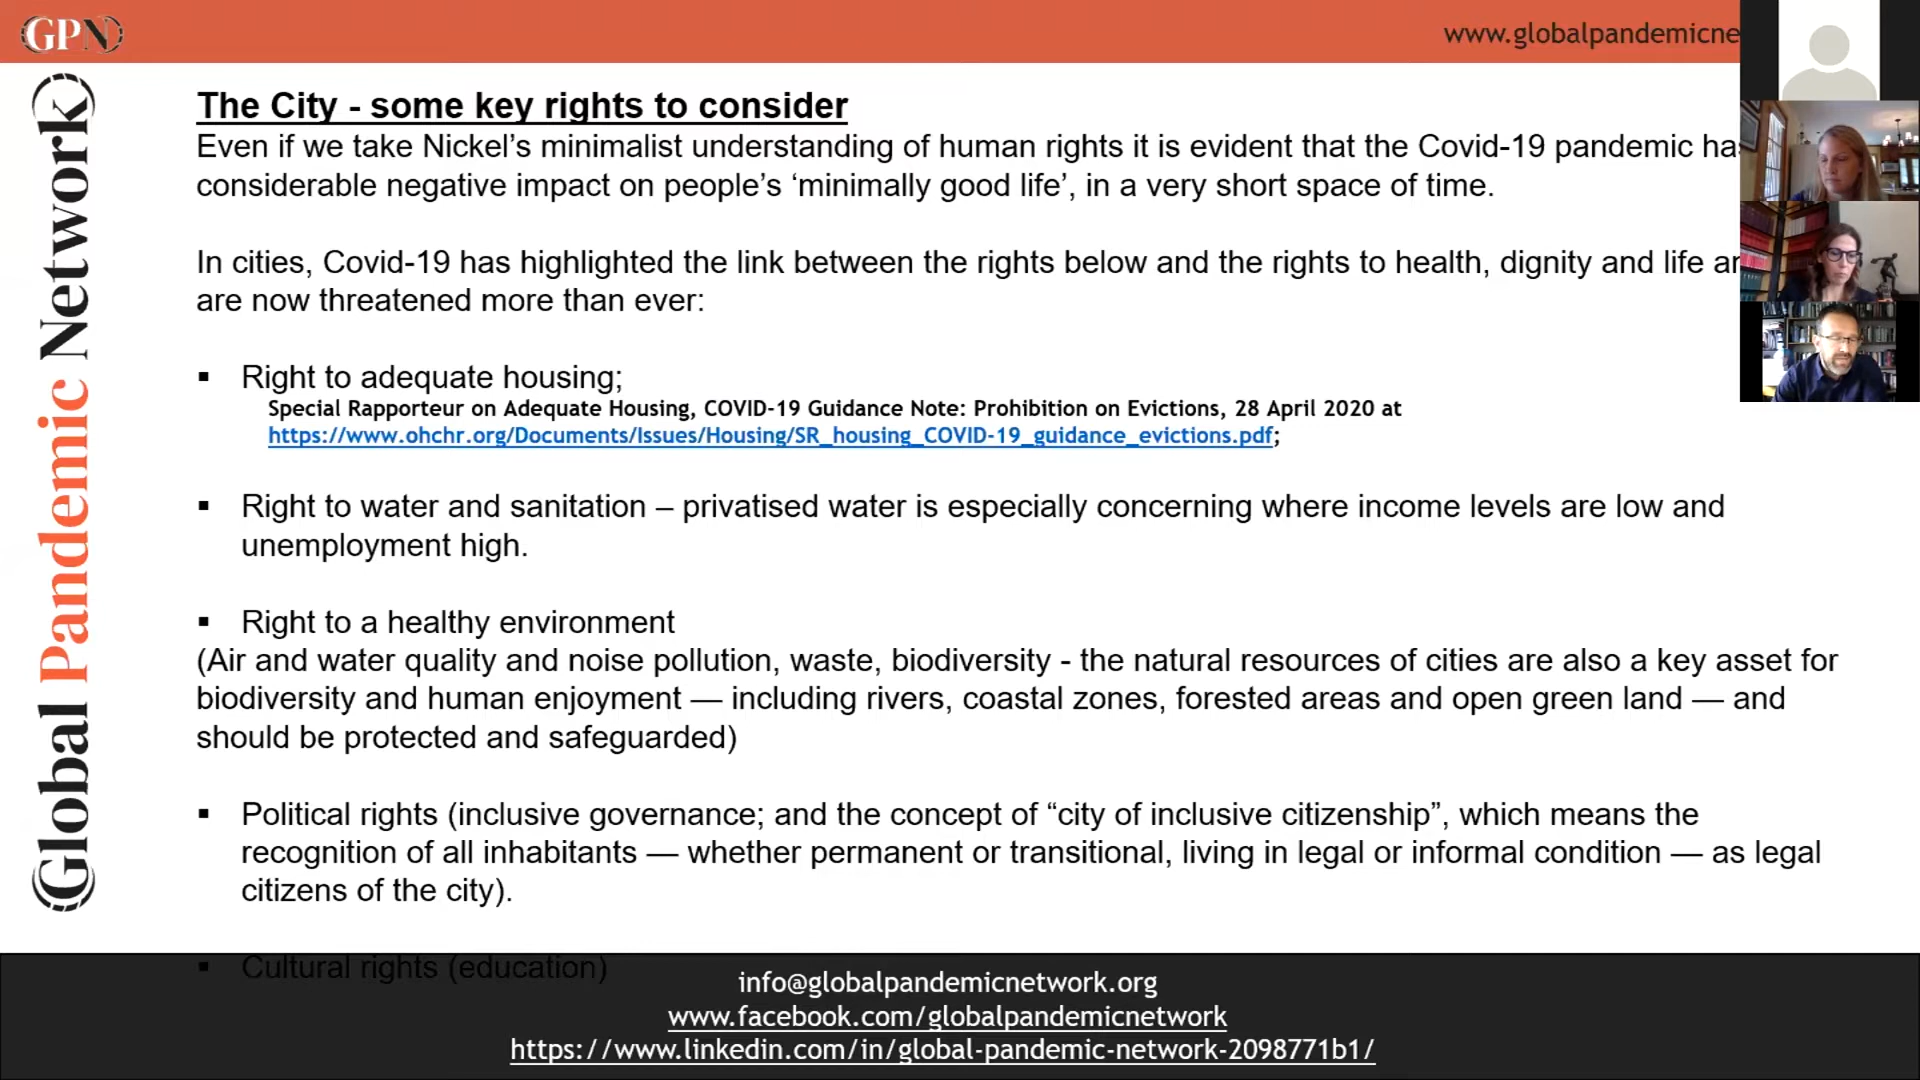 GPN
www.globalpandemicne
Global Pandemic Network
The City - some key rights to consider
Even if we take Nickel’s minimalist understanding of human rights it is evident that the Covid-19 pandemic ha
considerable negative impact on people’s ‘minimally good life’, in a very short space of time.
In cities, Covid-19 has highlighted the link between the rights below and the rights to health, dignity and life
are now threatened more than ever:
▪ Right to adequate housing;
Special Rapporteur on Adequate Housing, COVID-19 Guidance Note: Prohibition on Evictions, 28 April 2020 at
https://www.ohchr.org/Documents/Issues/Housing/SR_housing_COVID-19_guidance_evictions.pdf;
▪ Right to water and sanitation – privatised water is especially concerning where income levels are low and
unemployment high.
▪ Right to a healthy environment
(Air and water quality and noise pollution, waste, biodiversity - the natural resources of cities are also a key asset for
biodiversity and human enjoyment — including rivers, coastal zones, forested areas and open green land — and
should be protected and safeguarded)
▪ Political rights (inclusive governance; and the concept of “city of inclusive citizenship”, which means the
recognition of all inhabitants — whether permanent or transitional, living in legal or informal condition — as legal
citizens of the city).
▪ Cultural rights (education)
info@globalpandemicnetwork.org
www.facebook.com/globalpandemicnetwork
https://www.linkedin.com/in/global-pandemic-network-2098771b1/